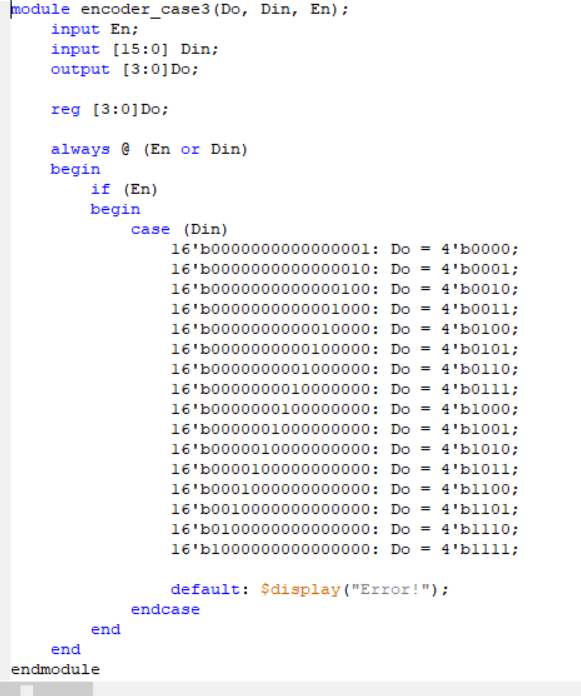 module encoder_case3(Do, Din, En);
    input En;
    input [15:0] Din;
    output [3:0]Do;

    reg [3:0]Do;

    always @ (En or Din)
    begin
        if (En)
        begin
            case (Din)
                16'b0000000000000001: Do = 4'b0000;
                16'b0000000000000010: Do = 4'b0001;
                16'b0000000000000100: Do = 4'b0010;
                16'b0000000000001000: Do = 4'b0011;
                16'b0000000000010000: Do = 4'b0100;
                16'b0000000000100000: Do = 4'b0101;
                16'b0000000001000000: Do = 4'b0110;
                16'b0000000010000000: Do = 4'b0111;
                16'b0000000100000000: Do = 4'b1000;
                16'b0000001000000000: Do = 4'b1001;
                16'b0000010000000000: Do = 4'b1010;
                16'b0000100000000000: Do = 4'b1011;
                16'b0001000000000000: Do = 4'b1100;
                16'b0010000000000000: Do = 4'b1101;
                16'b0100000000000000: Do = 4'b1110;
                16'b1000000000000000: Do = 4'b1111;

                default: $display("Error!");
            endcase
        end
    end
endmodule